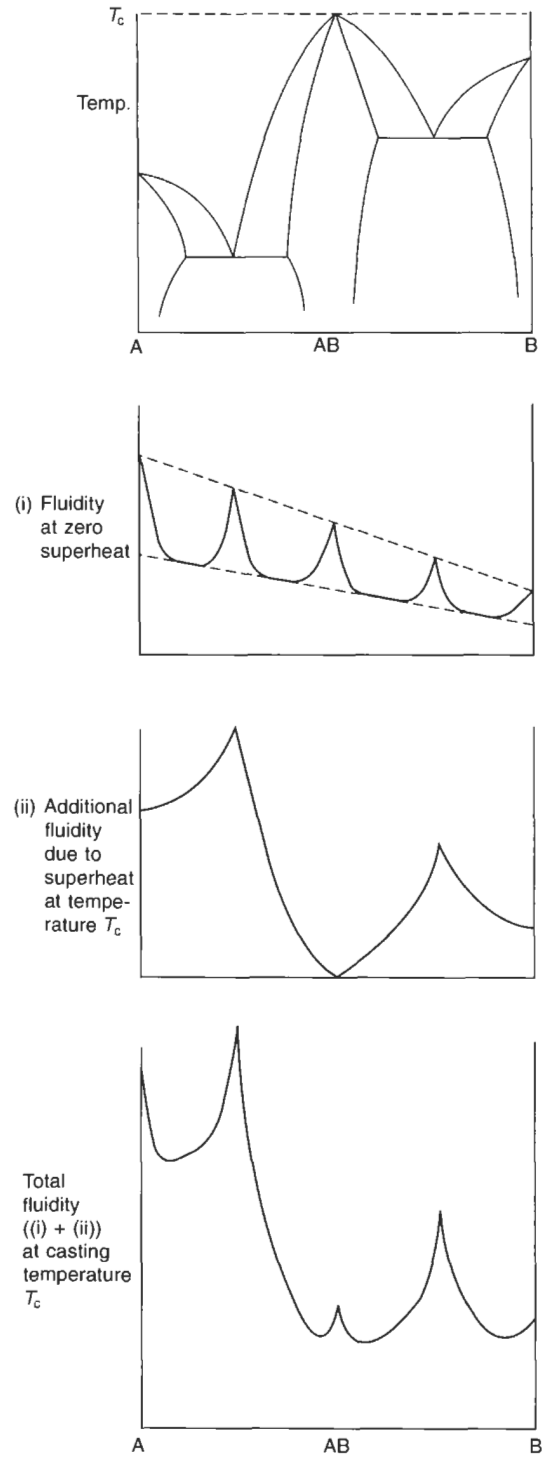 Tc
Temp.
A AB B
(i) Fluidity
at zero
superheat
(ii) Additional
fluidity
due to
superheat
at tempe-
rature Tc
Total
fluidity
((i) + (ii))
at casting
temperature
Tc
A AB B